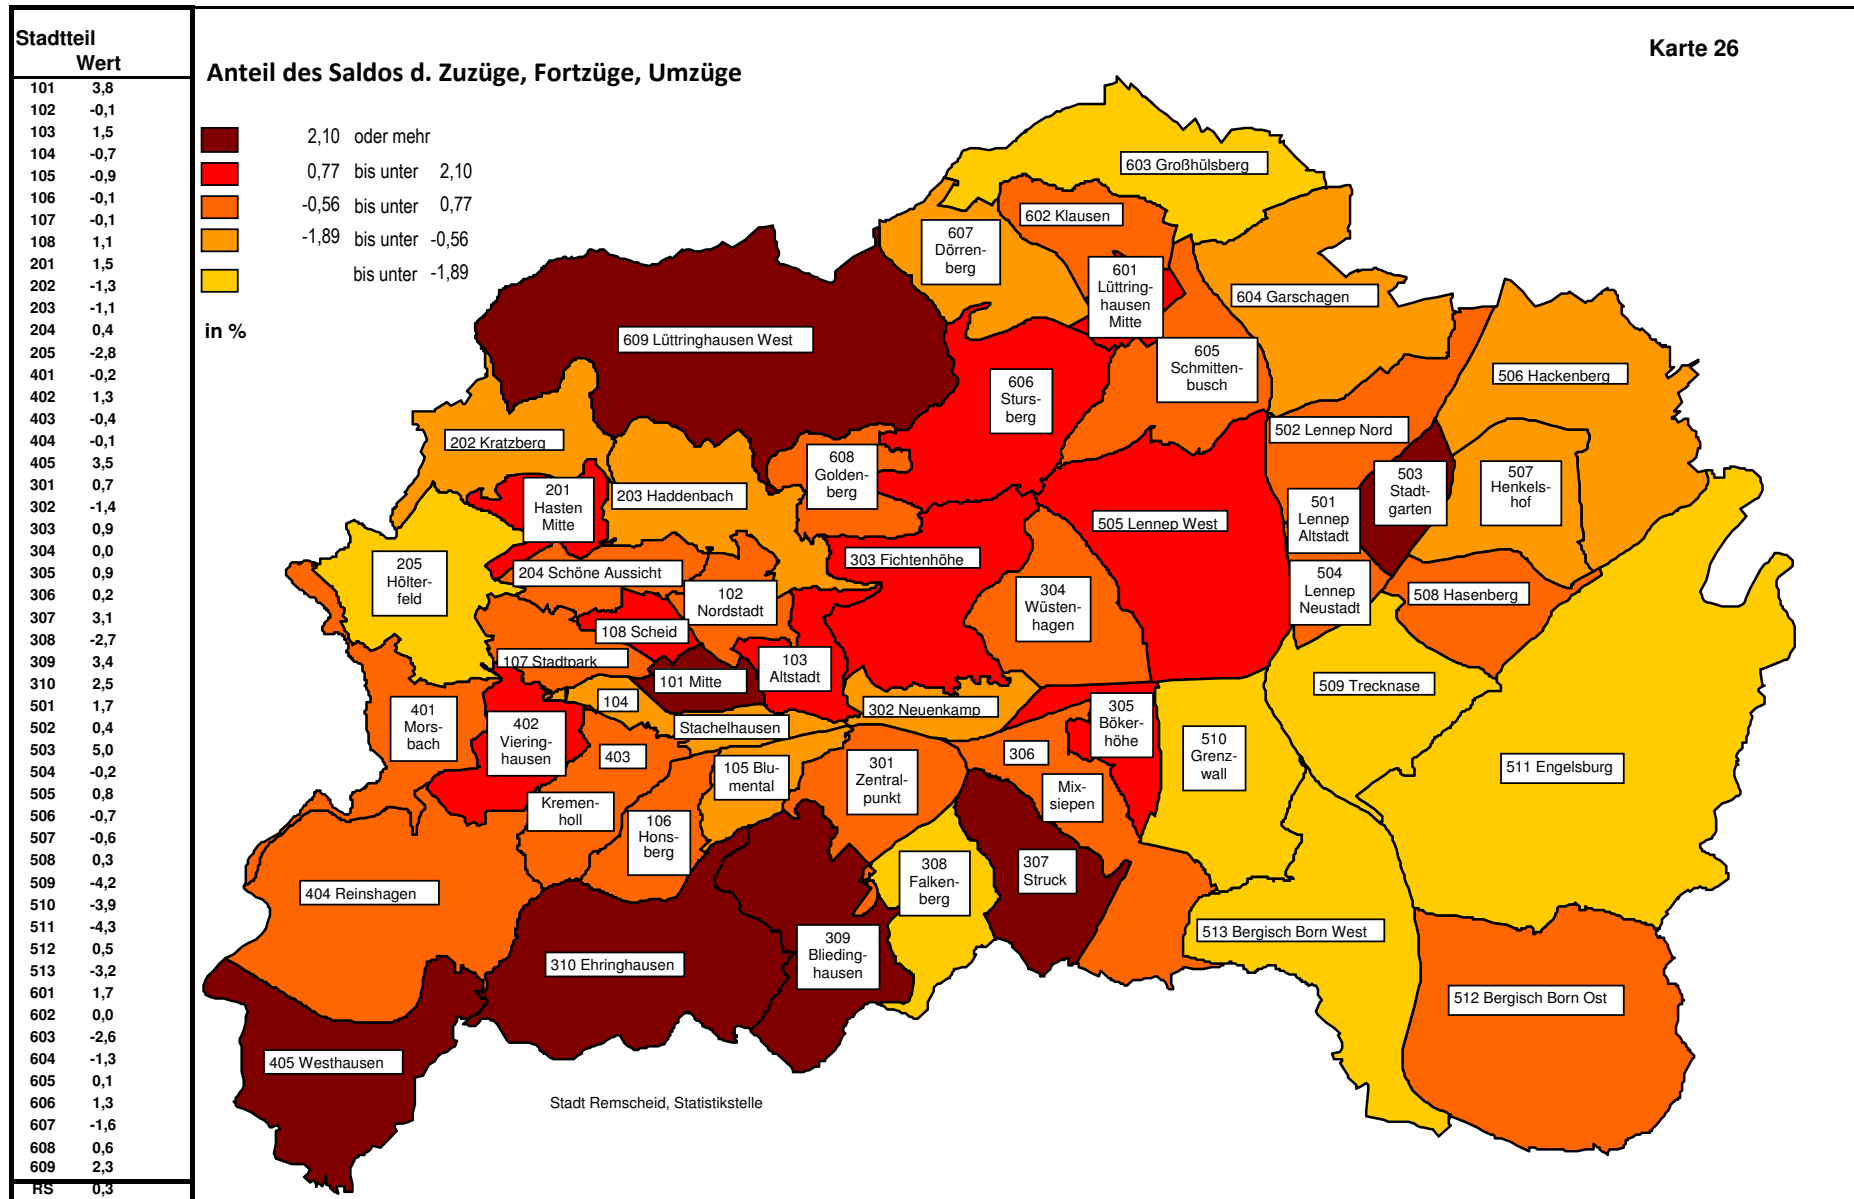 Stadtteil
Wert
101 3,8
102 -0,1
103 1,5
104 -0,7
105 -0,9
106 -0,1
107 -0,1
108 1,1
201 1,5
202 -1,3
203 -1,1
204 0,4
205 -2,8
401 -0,2
402 1,3
403 -0,4
404 -0,1
405 3,5
301 0,7
302 -1,4
303 0,9
304 0,0
305 0,9
306 0,2
307 3,1
308 -2,7
309 3,4
310 2,5
501 1,7
502 0,4
503 5,0
504 -0,2
505 0,8
506 -0,7
507 -0,6
508 0,3
509 -4,2
510 -3,9
511 -4,3
512 0,5
513 -3,2
601 1,7
602 0,0
603 -2,6
604 -1,3
605 0,1
606 1,3
607 -1,6
608 0,6
609 2,3
RS 0,3
Karte 26
Anteil des Saldos d. Zuzüge, Fortzüge, Umzüge
2,10 oder mehr
0,77 bis unter 2,10
-0,56 bis unter 0,77
-1,89 bis unter -0,56
bis unter -1,89
in %
603 Großhülsberg
602 Klausen
607
Dörren-
berg
601
Lüttring-
hausen
Mitte
604 Garschagen
609 Lüttringhausen West
605
Schmitten-
busch
606
Sturs-
berg
506 Hackenberg
502 Lennep Nord
202 Kratzberg
608
Golden-
berg
503
Stadt-
garten
507
Henkels-
hof
201
Hasten
Mitte
203 Haddenbach
501
Lennep
Altstadt
505 Lennep West
303 Fichtenhöhe
205
Hölter-
feld
204 Schöne Aussicht
102
Nordstadt
304
Wüsten-
hagen
504
Lennep
Neustadt
508 Hasenberg
108 Scheid
107 Stadtpark
103
Altstadt
101 Mitte
509 Trecknase
104
Stachelhausen
302 Neuenkamp
305
Böker-
höhe
401
Mors-
bach
402
Viering-
hausen
403
Kremen-
holl
105 Blu-
mental
301
Zentral-
punkt
306
Mix-
siepen
510
Grenz-
wall
511 Engelsburg
106
Hons-
berg
307
Struck
308
Falken-
berg
404 Reinshagen
513 Bergisch Born West
309
Blieding-
hausen
310 Ehringhausen
512 Bergisch Born Ost
405 Westhausen
Stadt Remscheid, Statistikstelle